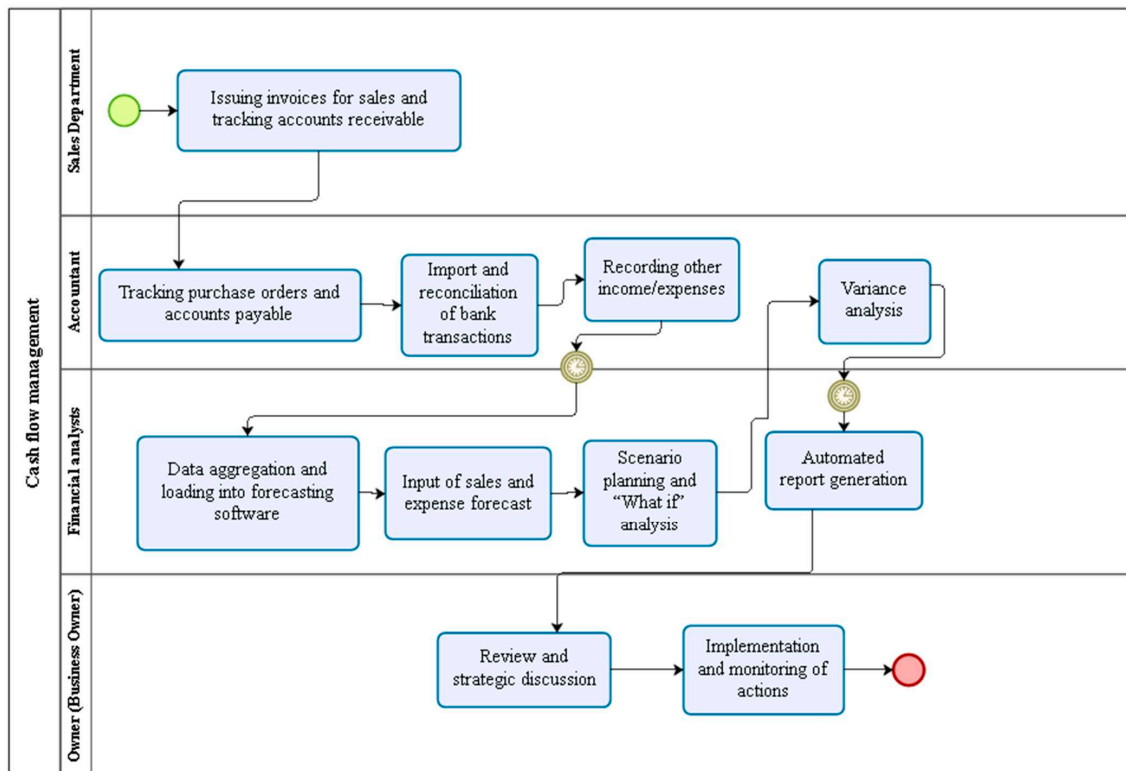 Cash flow management
Sales Department
Issuing invoices for sales and
tracking accounts receivable
Accountant
Tracking purchase orders and
accounts payable
Import and
reconciliation
of bank
transactions
Recording other
income/expenses
Variance
analysis
Financial analysts
Data aggregation and
loading into forecasting
software
Input of sales and
expense forecast
Scenario
planning and
“What if”
analysis
Automated
report generation
Owner (Business Owner)
Review and
strategic discussion
Implementation
and monitoring of
actions